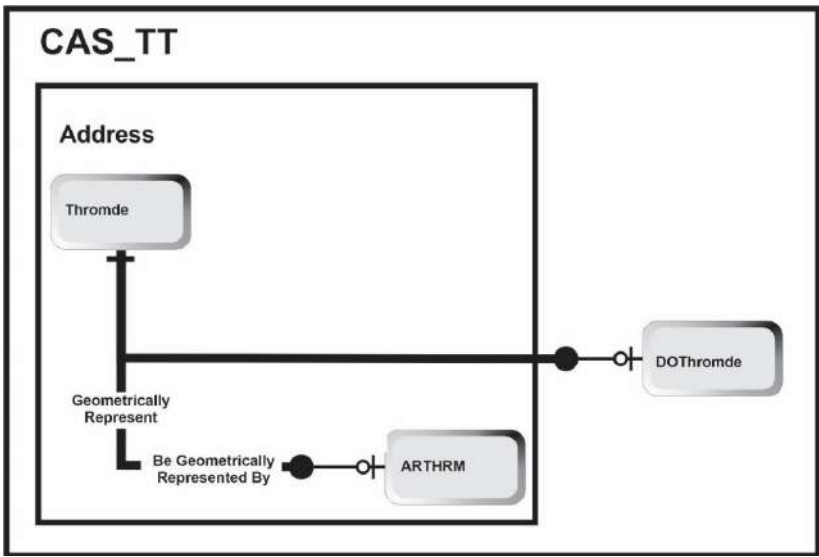 CAS_TT
Address
Thromde
DOThromde
Geometrically
Represent
Be Geometrically
Represented By
ARTHRM